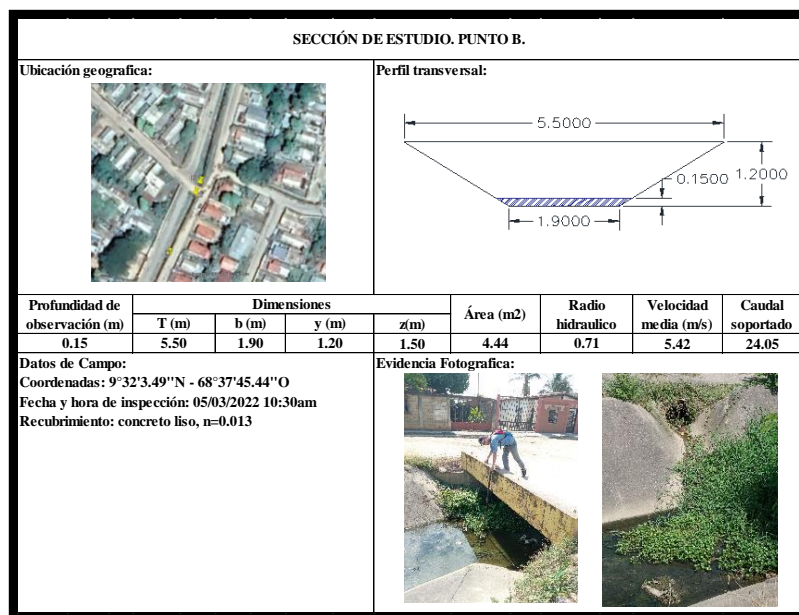 SECCIÓN DE ESTUDIO. PUNTO B.
Ubicación geografica:
Perfil transversal:
5.5000
0.1500
1.2000
1.9000
Profundidad de observación (m)
Dimensiones
T (m)
b (m)
y (m)
z(m)
Área (m2)
Radio hidraulico
Velocidad media (m/s)
Caudal soportado
0.15
5.50
1.90
1.20
1.50
4.44
0.71
5.42
24.05
Datos de Campo:
Coordenadas: 9°32'3.49"N - 68°37'45.44"O
Fecha y hora de inspección: 05/03/2022 10:30am
Recubrimiento: concreto liso, n=0.013
Evidencia Fotografica: